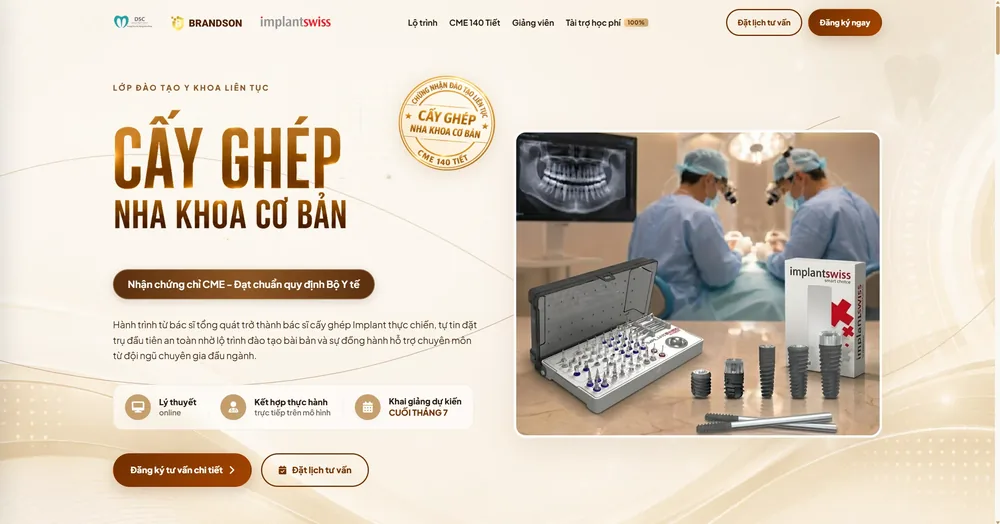 DSC
BRANDSON
implantswiss
Lộ trình
CME 140 Tiết
Giảng viên
Tài trợ học phí
100%
Đặt lịch tư vấn
Đăng ký ngay
LỚP ĐÀO TẠO Y KHOA LIÊN TỤC
CHỨNG NHẬN ĐÀO TẠO LIÊN TỤC
CẤY GHÉP
NHA KHOA CƠ BẢN
CME 140 TIẾT
CẤY GHÉP
NHA KHOA CƠ BẢN
Nhận chứng chỉ CME - Đạt chuẩn quy định Bộ Y tế
Hành trình từ bác sĩ tổng quát trở thành bác sĩ cấy ghép Implant thực chiến, tự tin đặt
trụ đầu tiên an toàn nhờ lộ trình đào tạo bài bản và sự đồng hành hỗ trợ chuyên môn
từ đội ngũ chuyên gia đầu ngành.
Lý thuyết
online
Kết hợp thực hành
trực tiếp trên mô hình
Khai giảng dự kiến
CUỐI THÁNG 7
Đăng ký tư vấn chi tiết
Đặt lịch tư vấn
implantswiss
smart choice
implantswiss